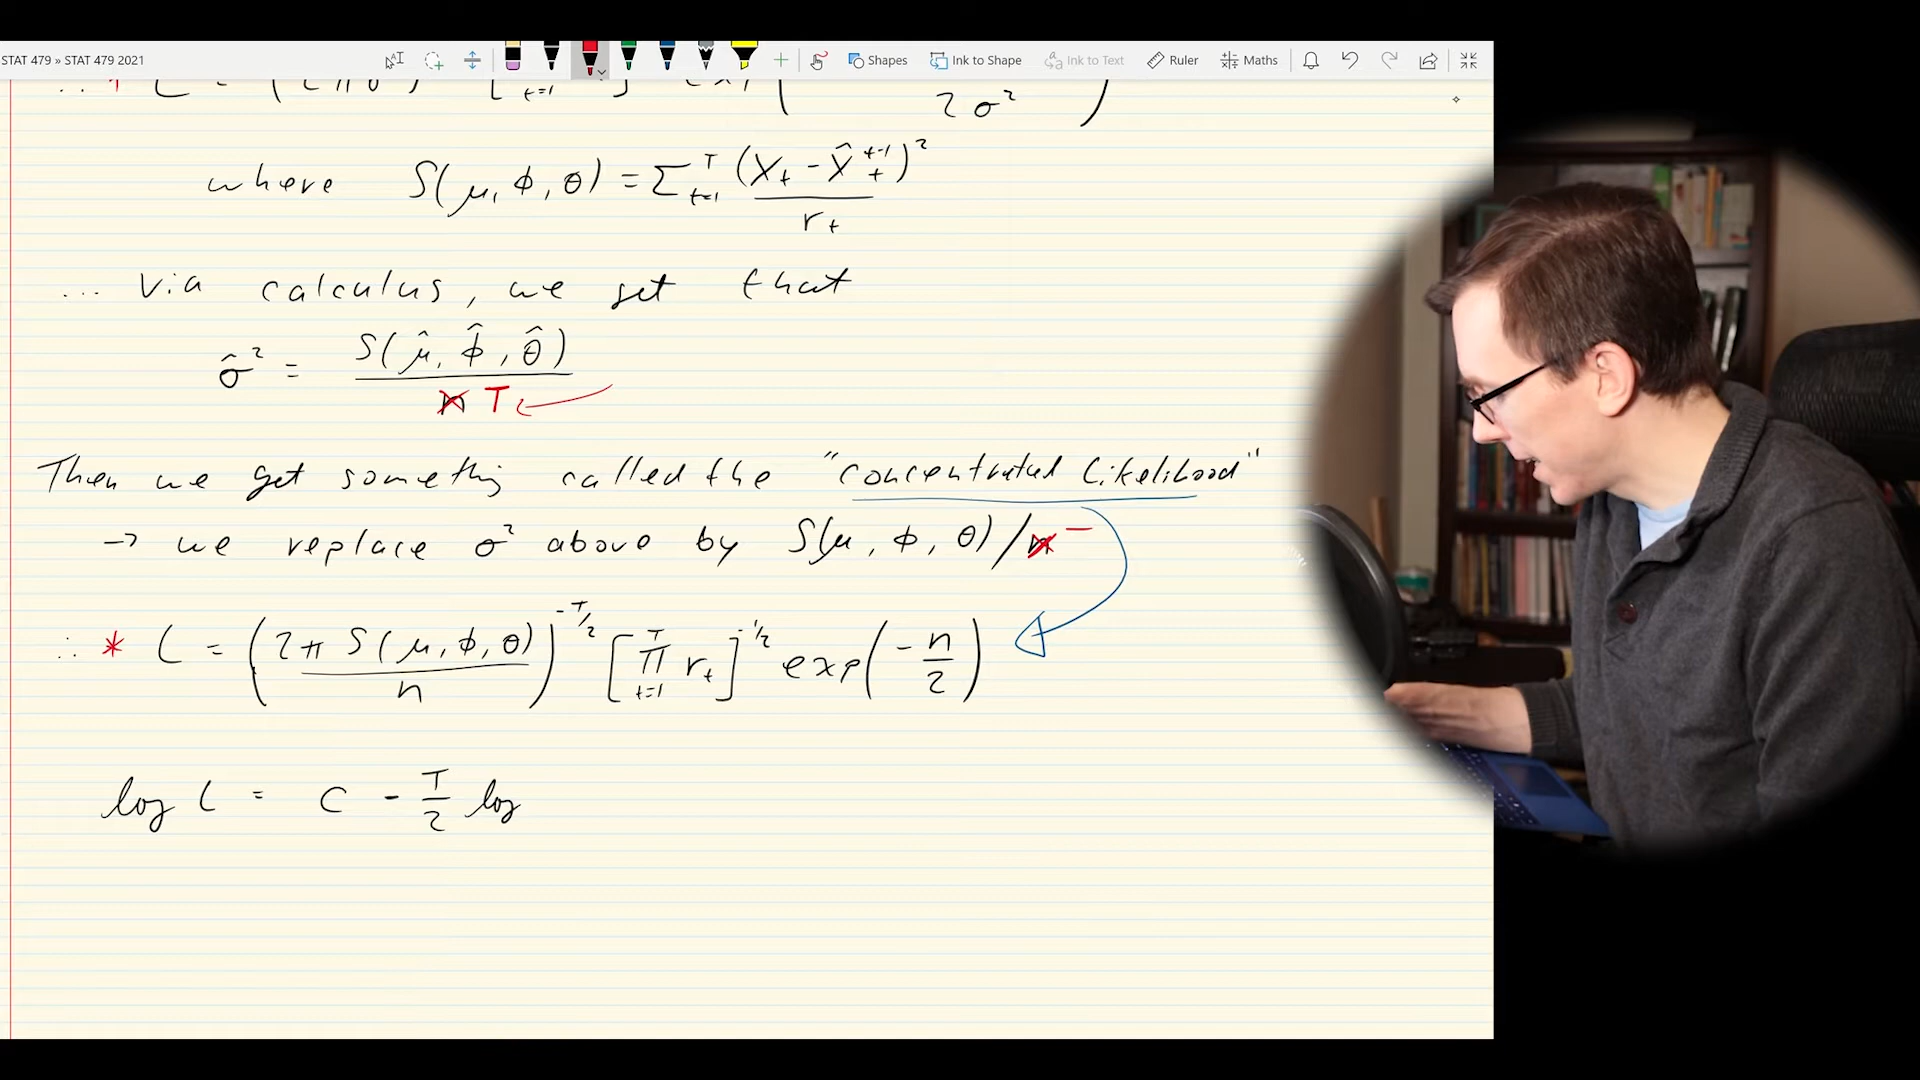 STAT 479 » STAT 479 2021
Shapes Ink to Shape Ink to Text Ruler Maths
t=1 2σ²
where S(μ, ϕ, θ) = Σ_{t=1}^{T} (X_t - X̂_t^{t-1})² / r_t
... via calculus, we get that
σ̂² = S(μ̂, ϕ̂, θ̂) / n T
Then we get something called the "concentrated Likelihood"
→ we replace σ² above by S(μ, ϕ, θ)/n
∴ * L = (2π S(μ, ϕ, θ) / n)^{-T/2} [∏_{t=1}^{T} r_t]^{-1/2} exp(-n/2)
log L = C - T/2 log